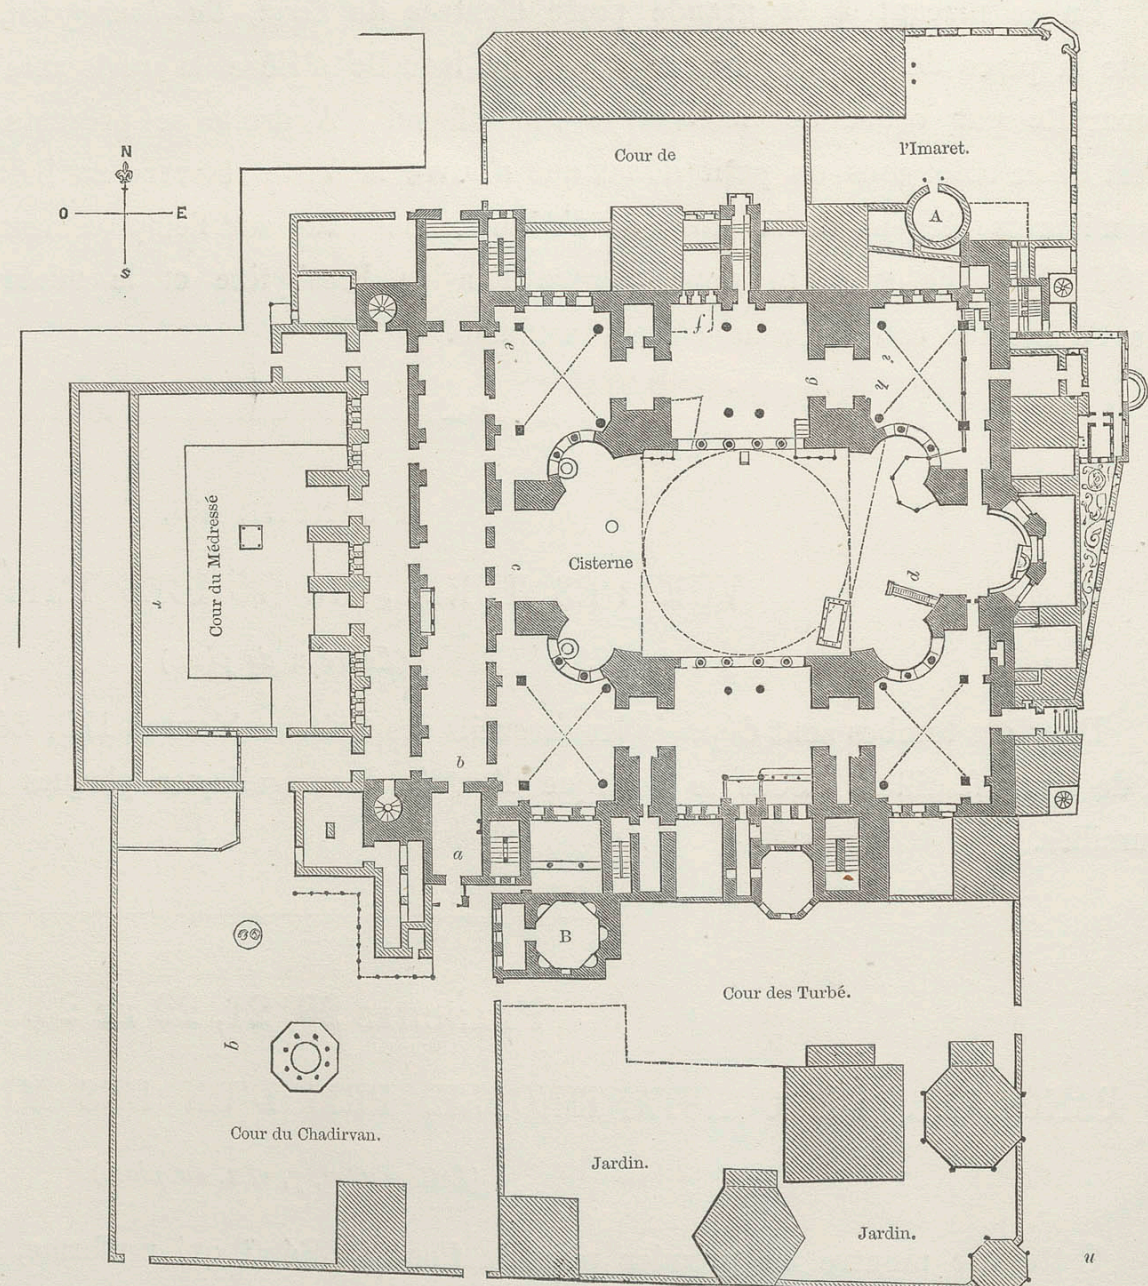 N
O E
S
Cour de l'Imaret.
A
e
f
g
h
i
Cour du Médressé
r
c
Cisterne
d
b
a
B
q
Cour des Turbé.
Cour du Chadirvan.
Jardin.
Jardin.
u